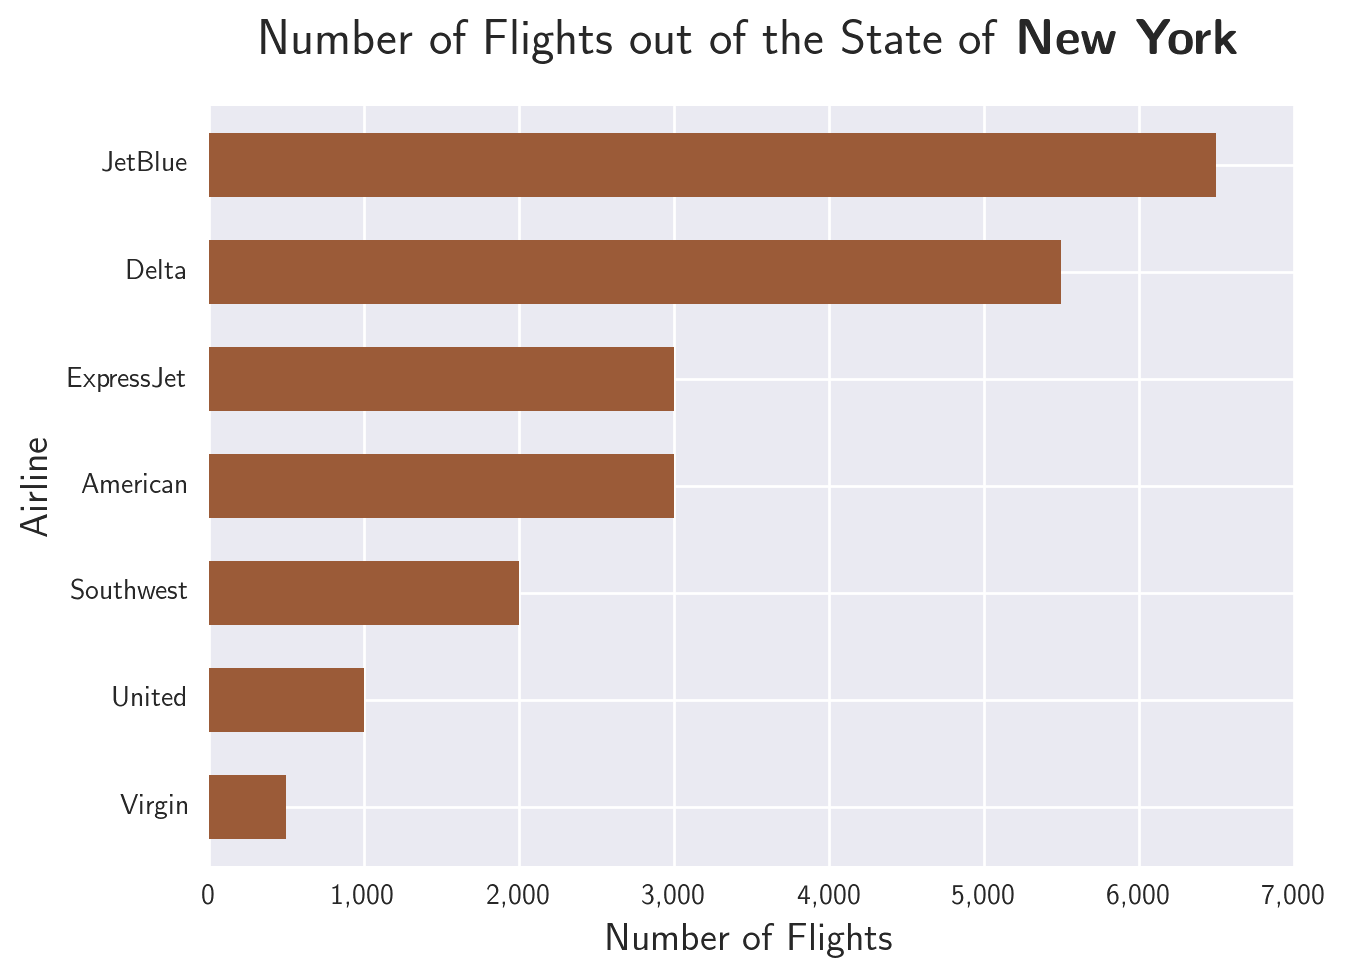 Number of Flights out of the State of New York
JetBlue
Delta
ExpressJet
American
Southwest
United
Virgin
Airline
0 1,000 2,000 3,000 4,000 5,000 6,000 7,000
Number of Flights